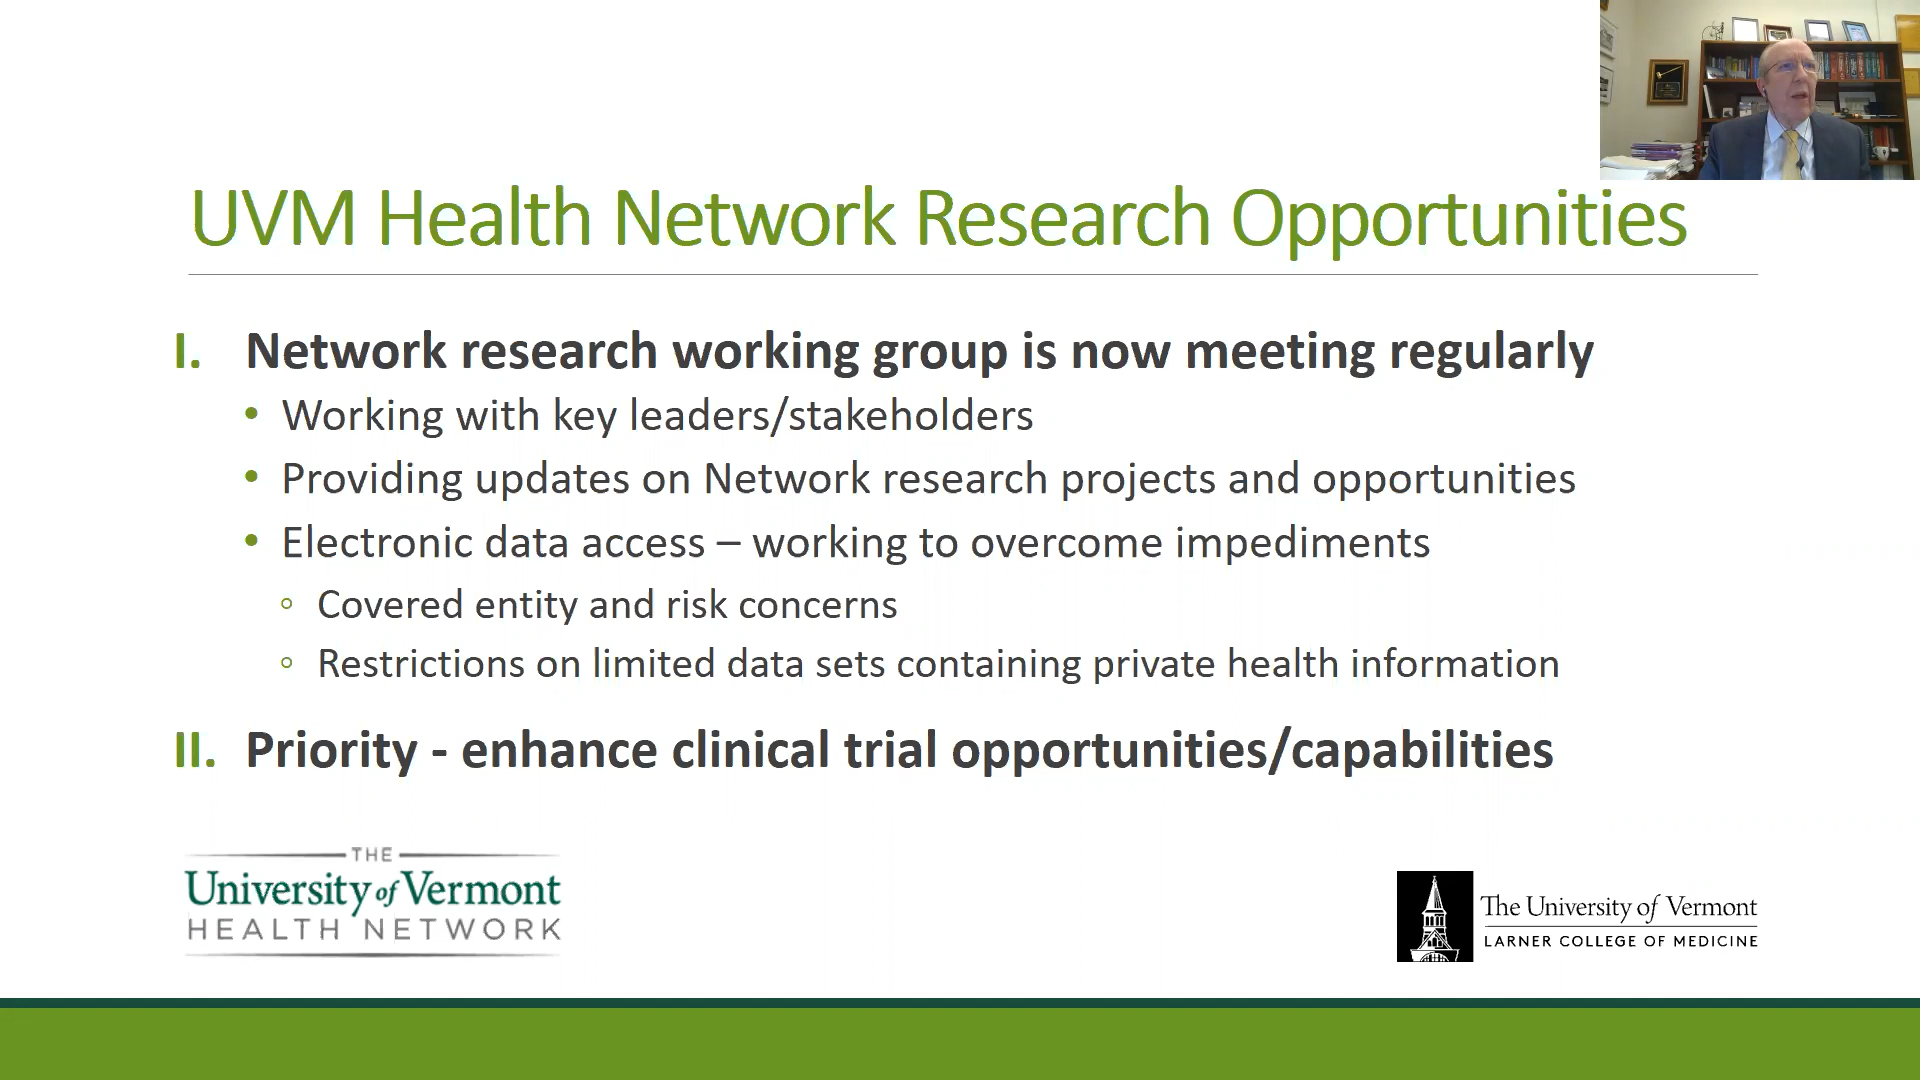 UVM Health Network Research Opportunities
I. Network research working group is now meeting regularly
• Working with key leaders/stakeholders
• Providing updates on Network research projects and opportunities
• Electronic data access – working to overcome impediments
◦ Covered entity and risk concerns
◦ Restrictions on limited data sets containing private health information
II. Priority - enhance clinical trial opportunities/capabilities
THE
University of Vermont
HEALTH NETWORK
The University of Vermont
LARNER COLLEGE OF MEDICINE